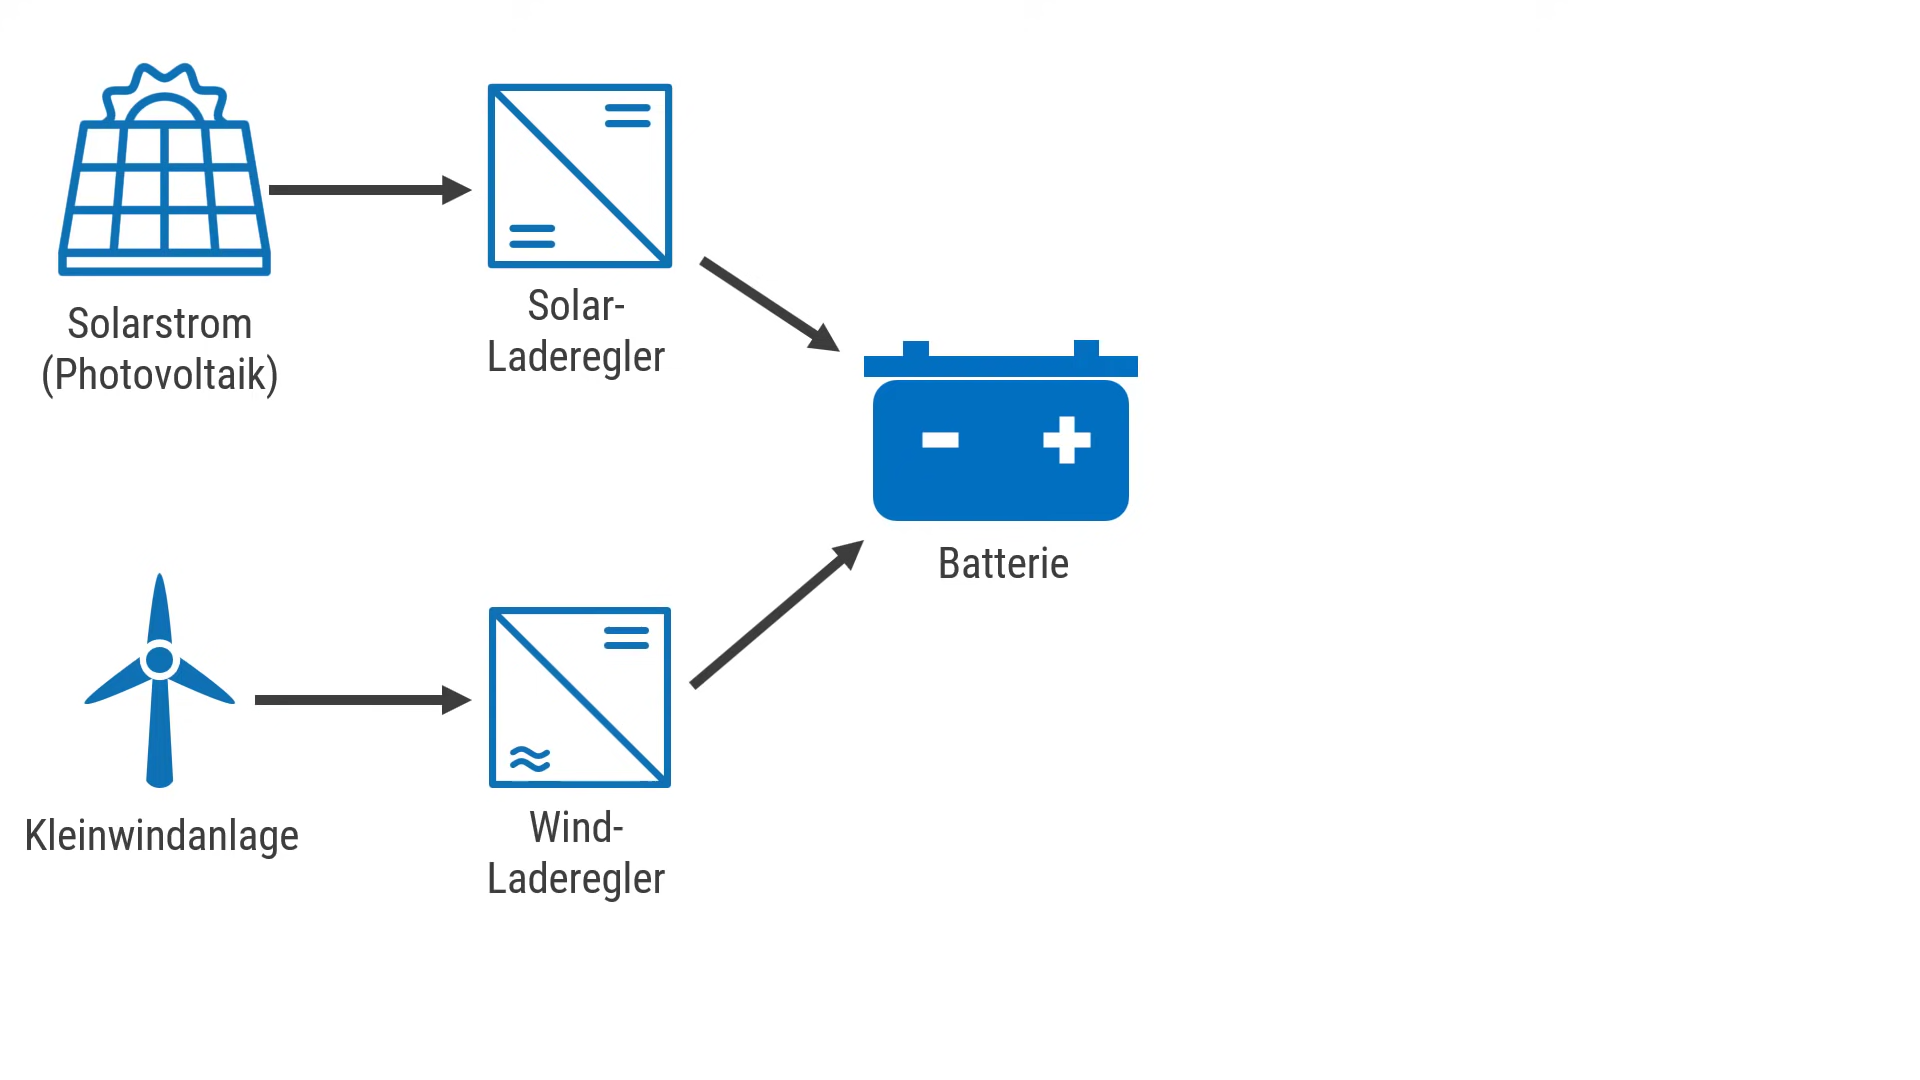 Solarstrom
(Photovoltaik)
Solar-
Laderegler
Batterie
Kleinwindanlage
Wind-
Laderegler